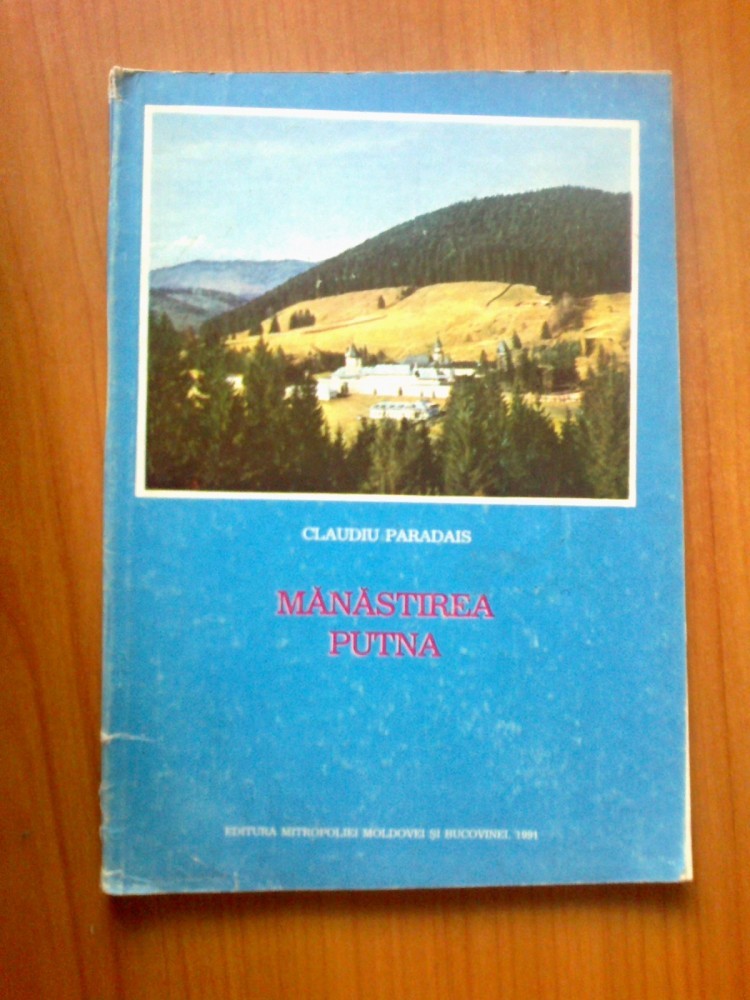 CLAUDIU PARADAIS
MĂNĂSTIREA
PUTNA
EDITURA MITROPOLIEI MOLDOVEI ȘI BUCOVINEI, 1991